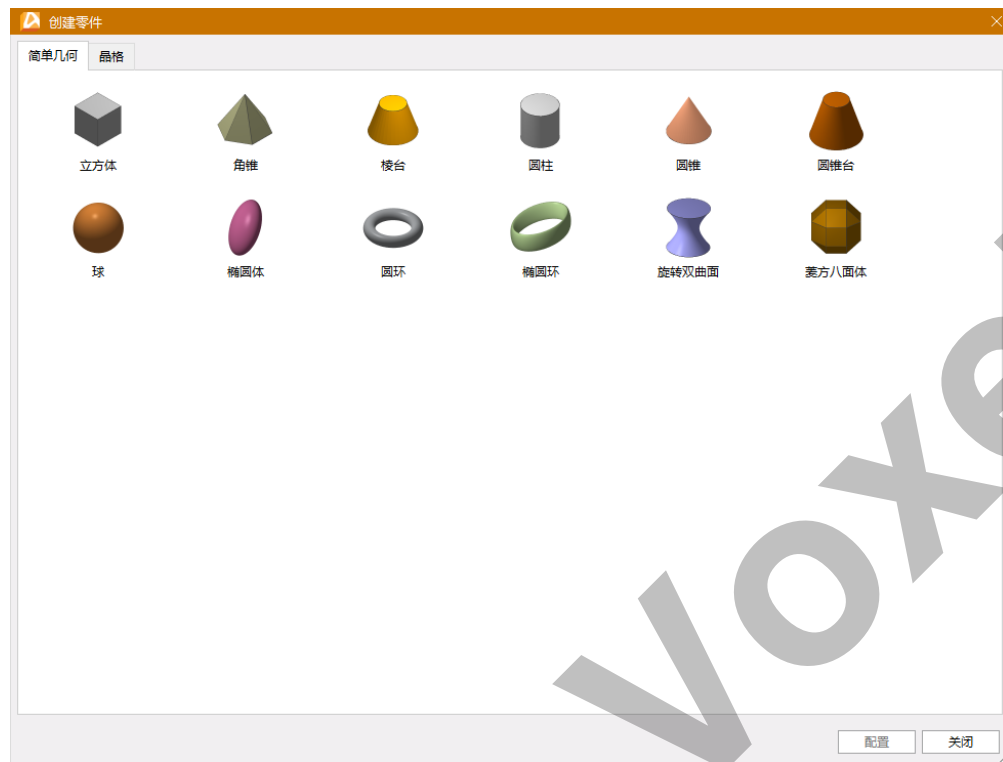 创建零件
简单几何 晶格
立方体 角锥 棱台 圆柱 圆锥 圆锥台
球 椭圆体 圆环 椭圆环 旋转双曲面 菱方八面体
Voxe
配置 关闭